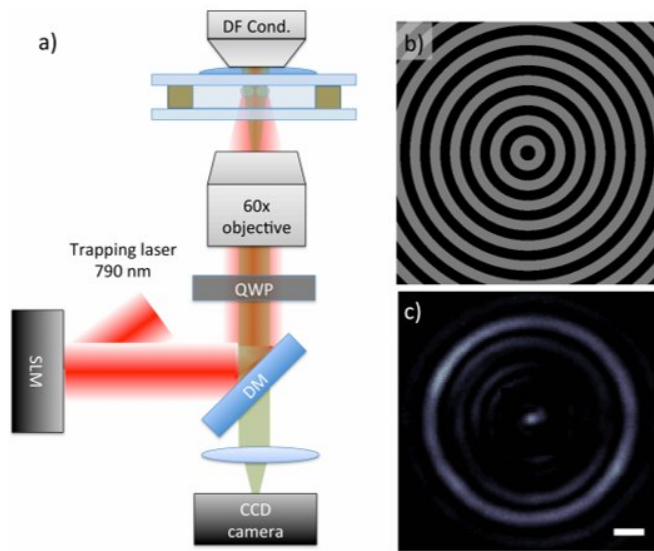 a)
DF Cond.
60x
objective
Trapping laser
790 nm
QWP
SLM
DM
CCD
camera
b)
c)